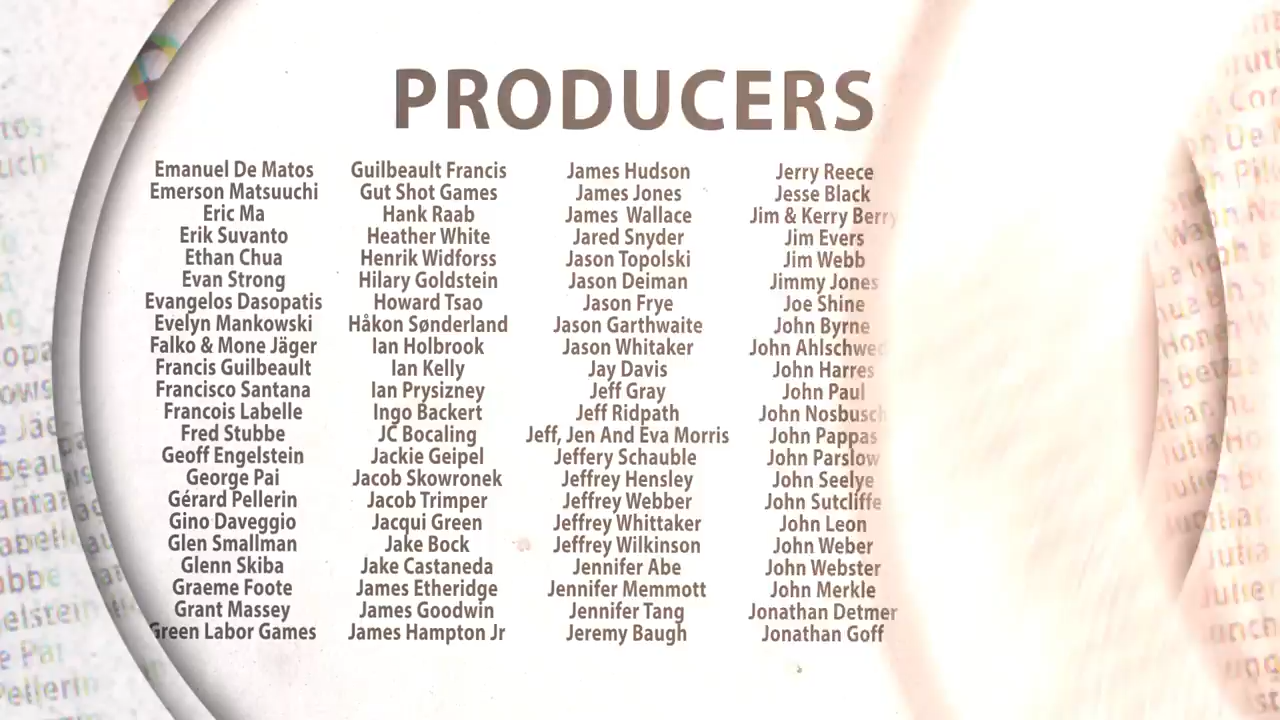 PRODUCERS
Emanuel De Matos
Emerson Matsuuchi
Eric Ma
Erik Suvanto
Ethan Chua
Evan Strong
Evangelos Dasopatis
Evelyn Mankowski
Falko & Mone Jäger
Francis Guilbeault
Francisco Santana
Francois Labelle
Fred Stubbe
Geoff Engelstein
George Pai
Gérard Pellerin
Gino Daveggio
Glen Smallman
Glenn Skiba
Graeme Foote
Grant Massey
Green Labor Games
Guilbeault Francis
Gut Shot Games
Hank Raab
Heather White
Henrik Widforss
Hilary Goldstein
Howard Tsao
Håkon Sønderland
Ian Holbrook
Ian Kelly
Ian Prysizney
Ingo Backert
JC Bocaling
Jackie Geipel
Jacob Skowronek
Jacob Trimper
Jacqui Green
Jake Bock
Jake Castaneda
James Etheridge
James Goodwin
James Hampton Jr
James Hudson
James Jones
James Wallace
Jared Snyder
Jason Topolski
Jason Deiman
Jason Frye
Jason Garthwaite
Jason Whitaker
Jay Davis
Jeff Gray
Jeff Ridpath
Jeff, Jen And Eva Morris
Jeffery Schauble
Jeffrey Hensley
Jeffrey Webber
Jeffrey Whittaker
Jeffrey Wilkinson
Jennifer Abe
Jennifer Memmott
Jennifer Tang
Jeremy Baugh
Jerry Reece
Jesse Black
Jim & Kerry Berry
Jim Evers
Jim Webb
Jimmy Jones
Joe Shine
John Byrne
John Ahlschwed
John Harres
John Paul
John Nosbusch
John Pappas
John Parslow
John Seelye
John Sutcliffe
John Leon
John Weber
John Webster
John Merkle
Jonathan Detmer
Jonathan Goff